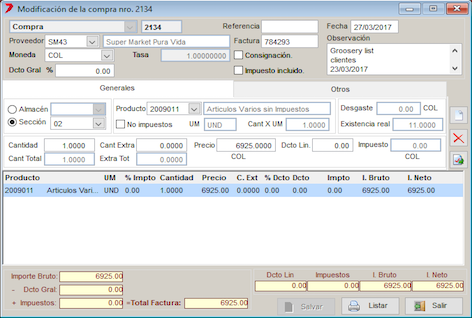 Modificación de la compra nro. 2134
Compra 2134 Referencia Fecha 27/03/2017
Proveedor SM43 Super Market Pura Vida Factura 784293 Observación
Moneda COL Tasa 1.00000000 Consignación. Groosery list
Dcto Gral % 0.00 Impuesto incluido. clientes
23/03/2017
Generales Otros
Almacén Producto 2009011 Articulos Varios sin Impuestos Desgaste 0.00 COL
Sección 02 No impuestos UM UND Cant X UM 1.0000 Existencia real 11.0000
Cantidad 1.0000 Cant Extra 0.0000 Precio 6925.0000 Dcto Lin. 0.00 Impuesto 0.0000
Cant Total 1.0000 Extra Tot 0.0000 COL COL COL
Producto UM % Impto Cantidad Precio C. Ext % Dcto Dcto Impto I. Bruto I. Neto
2009011 Articulos Vari... UND 0.00 1.0000 6925.00 0.0000 0.00 0.00 0.00 6925.00 6925.00
Importe Bruto: 6925.00 Dcto Lin Impuestos I. Bruto I. Neto
- Dcto Gral: 0.00 0.00 0.00 6925.00 6925.00
+ Impuestos: 0.00 =Total Factura: 6925.00 Salvar Listar Salir